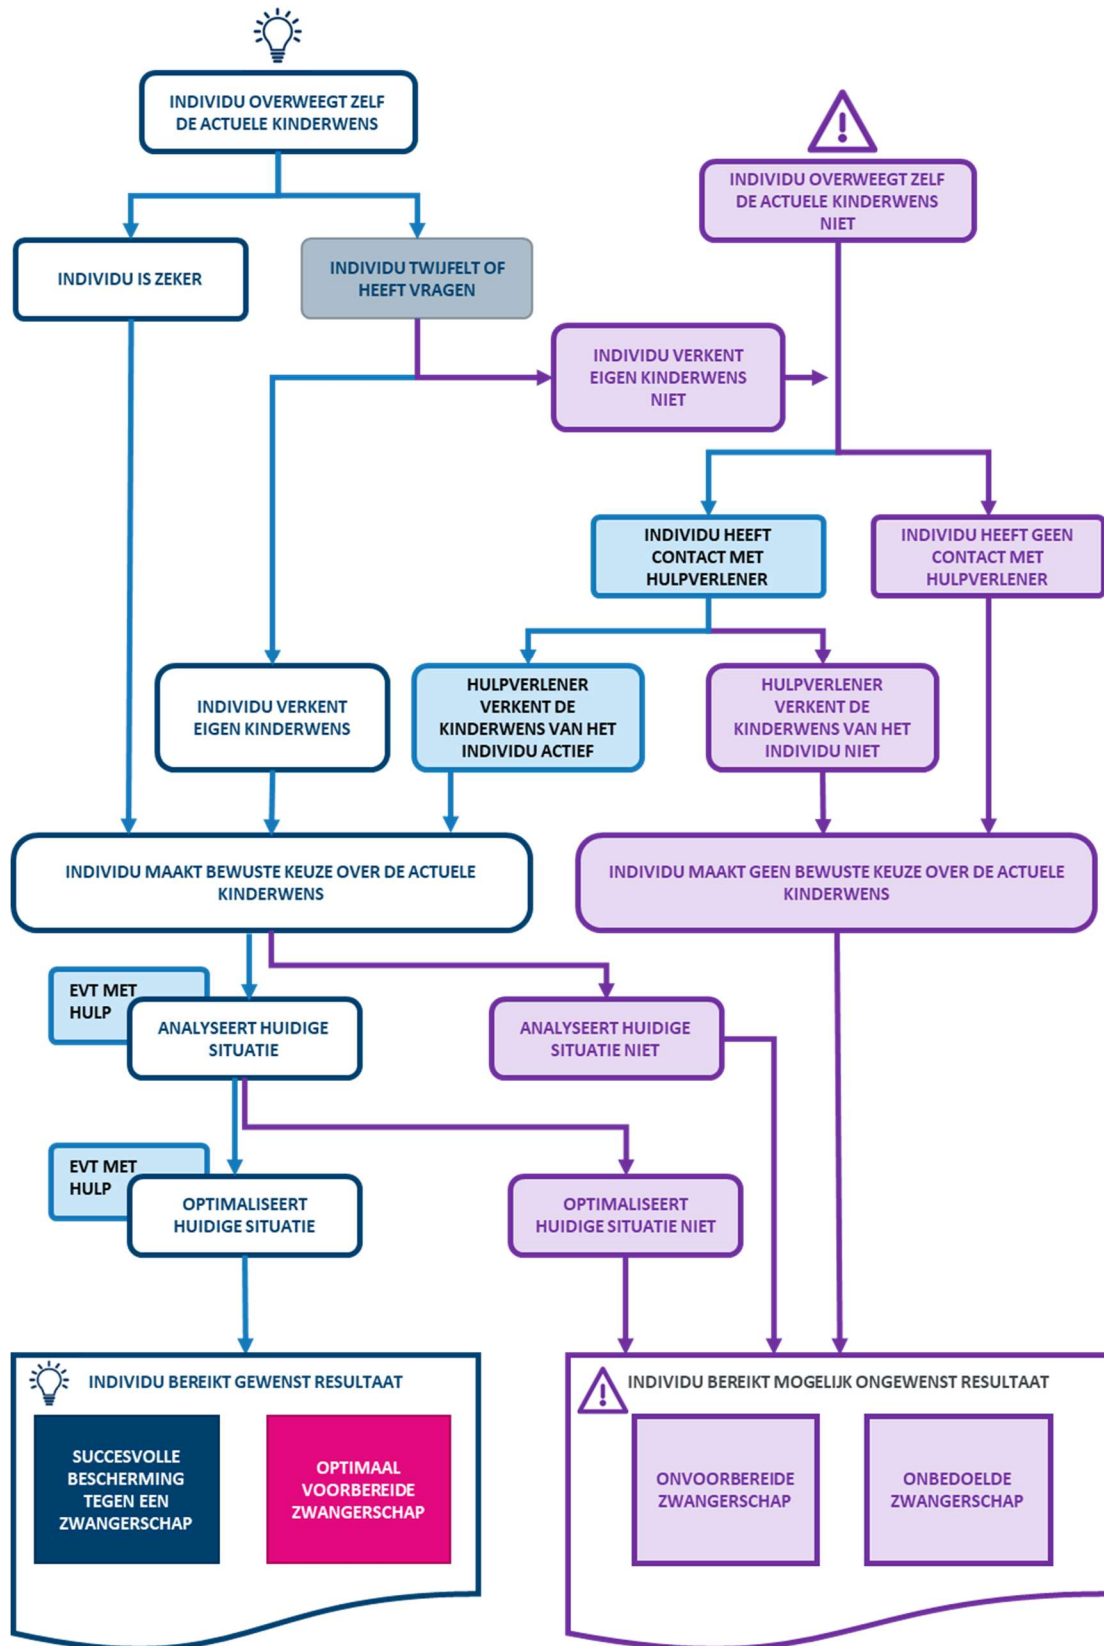 INDIVIDU OVERWEEGT ZELF
DE ACTUELE KINDERWENS
INDIVIDU OVERWEEGT ZELF
DE ACTUELE KINDERWENS
NIET
INDIVIDU IS ZEKER
INDIVIDU TWIJFELT OF
HEEFT VRAGEN
INDIVIDU VERKENT
EIGEN KINDERWENS
NIET
INDIVIDU HEEFT
CONTACT MET
HULPVERLENER
INDIVIDU HEEFT GEEN
CONTACT MET
HULPVERLENER
INDIVIDU VERKENT
EIGEN KINDERWENS
HULPVERLENER
VERKENT DE
KINDERWENS VAN HET
INDIVIDU ACTIEF
HULPVERLENER
VERKENT DE
KINDERWENS VAN HET
INDIVIDU NIET
INDIVIDU MAAKT BEWUSTE KEUZE OVER DE ACTUELE
KINDERWENS
INDIVIDU MAAKT GEEN BEWUSTE KEUZE OVER DE ACTUELE
KINDERWENS
EVT MET
HULP
ANALYSEERT HUIDIGE
SITUATIE
ANALYSEERT HUIDIGE
SITUATIE NIET
EVT MET
HULP
OPTIMALISEERT
HUIDIGE SITUATIE
OPTIMALISEERT
HUIDIGE SITUATIE NIET
INDIVIDU BEREIKT GEWENST RESULTAAT
SUCCESVOLLE
BESCHERMING
TEGEN EEN
ZWANGERSCHAP
OPTIMAAL
VOORBEREIDE
ZWANGERSCHAP
INDIVIDU BEREIKT MOGELIJK ONGEWENST RESULTAAT
ONVOORBEREIDE
ZWANGERSCHAP
ONBEDOELDE
ZWANGERSCHAP